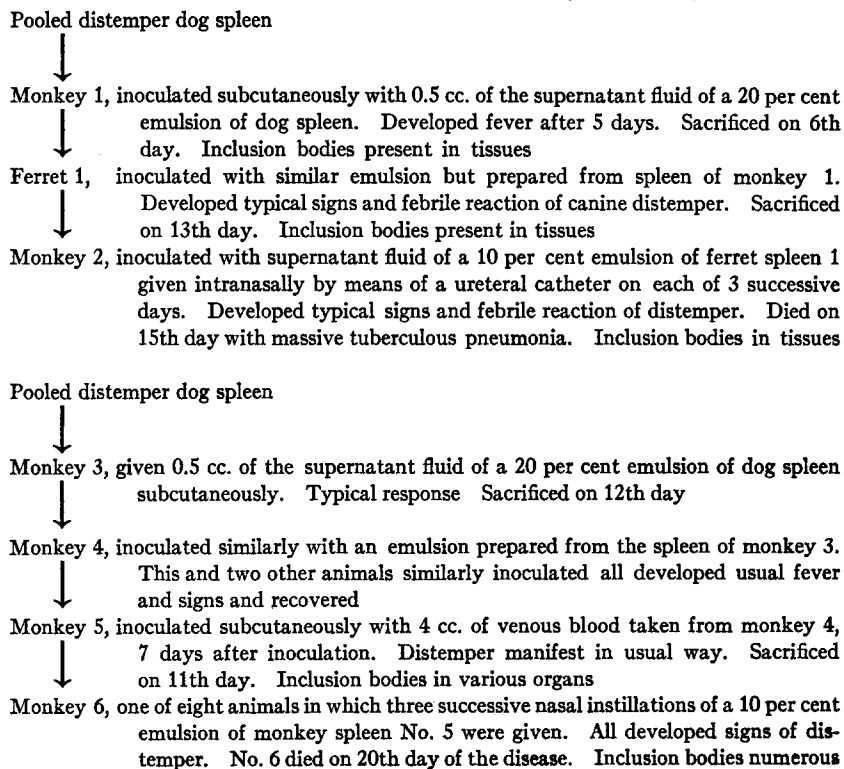 Pooled distemper dog spleen
Monkey 1, inoculated subcutaneously with 0.5 cc. of the supernatant fluid of a 20 per cent
emulsion of dog spleen. Developed fever after 5 days. Sacrificed on 6th
day. Inclusion bodies present in tissues
Ferret 1, inoculated with similar emulsion but prepared from spleen of monkey 1.
Developed typical signs and febrile reaction of canine distemper. Sacrificed
on 13th day. Inclusion bodies present in tissues
Monkey 2, inoculated with supernatant fluid of a 10 per cent emulsion of ferret spleen 1
given intranasally by means of a ureteral catheter on each of 3 successive
days. Developed typical signs and febrile reaction of distemper. Died on
15th day with massive tuberculous pneumonia. Inclusion bodies in tissues
Pooled distemper dog spleen
Monkey 3, given 0.5 cc. of the supernatant fluid of a 20 per cent emulsion of dog spleen
subcutaneously. Typical response Sacrificed on 12th day
Monkey 4, inoculated similarly with an emulsion prepared from the spleen of monkey 3.
This and two other animals similarly inoculated all developed usual fever
and signs and recovered
Monkey 5, inoculated subcutaneously with 4 cc. of venous blood taken from monkey 4,
7 days after inoculation. Distemper manifest in usual way. Sacrificed
on 11th day. Inclusion bodies in various organs
Monkey 6, one of eight animals in which three successive nasal instillations of a 10 per cent
emulsion of monkey spleen No. 5 were given. All developed signs of dis-
temper. No. 6 died on 20th day of the disease. Inclusion bodies numerous